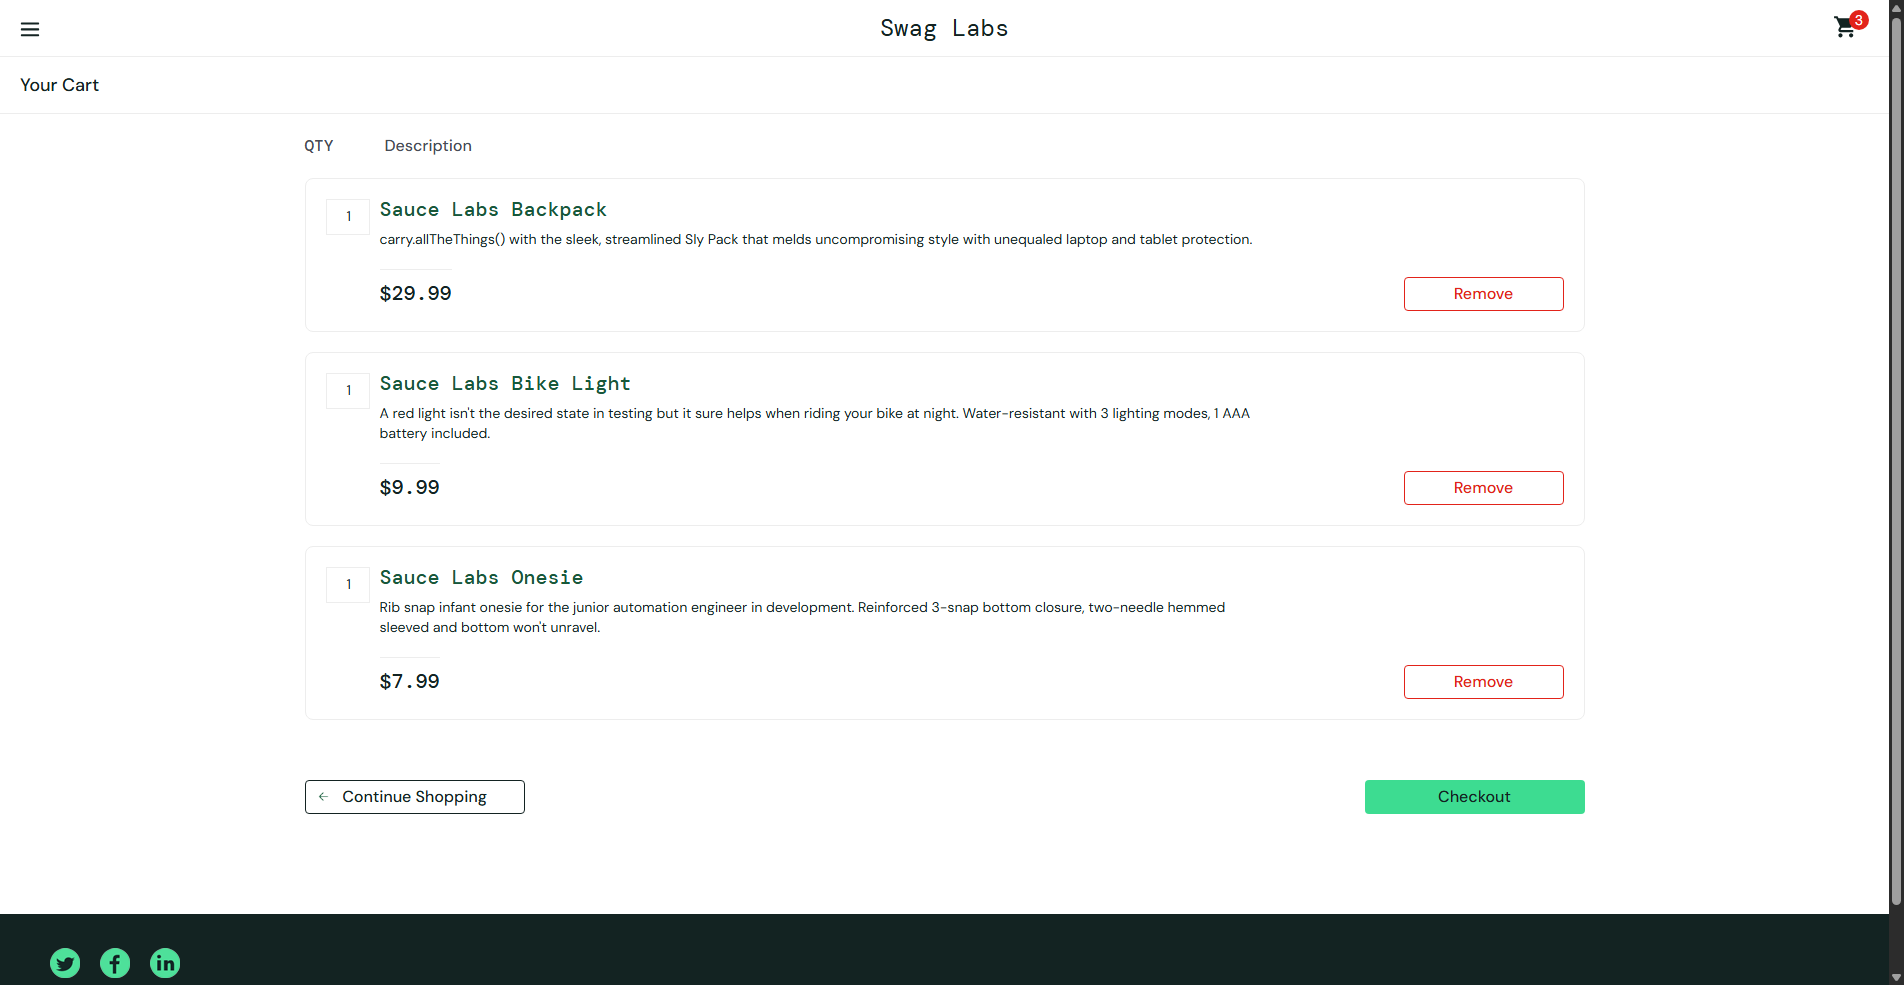 Swag Labs
3
Your Cart
QTY Description
1 Sauce Labs Backpack
carry.allTheThings() with the sleek, streamlined Sly Pack that melds uncompromising style with unequaled laptop and tablet protection.
$29.99 Remove
1 Sauce Labs Bike Light
A red light isn't the desired state in testing but it sure helps when riding your bike at night. Water-resistant with 3 lighting modes, 1 AAA
battery included.
$9.99 Remove
1 Sauce Labs Onesie
Rib snap infant onesie for the junior automation engineer in development. Reinforced 3-snap bottom closure, two-needle hemmed
sleeved and bottom won't unravel.
$7.99 Remove
Continue Shopping Checkout